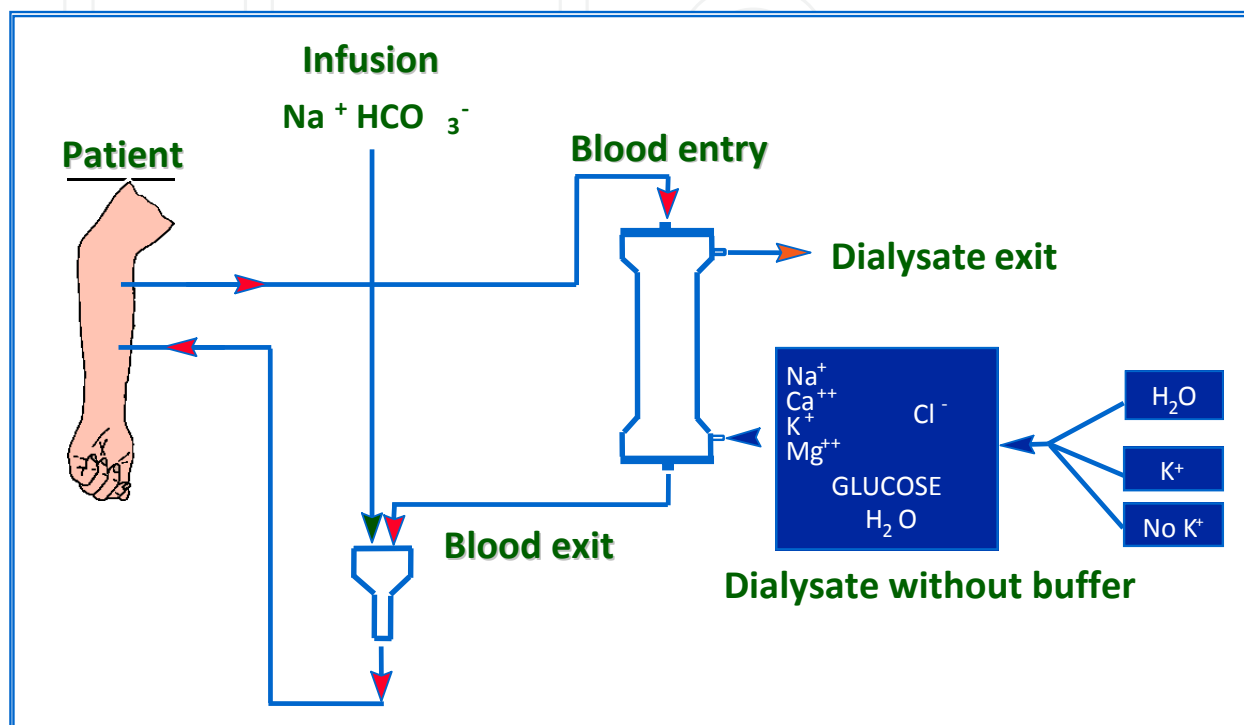 Infusion
Na⁺ HCO₃⁻
Patient
Blood entry
Dialysate exit
Na⁺
Ca⁺⁺
K⁺
Mg⁺⁺
Cl⁻
GLUCOSE
H₂O
H₂O
K⁺
No K⁺
Blood exit
Dialysate without buffer